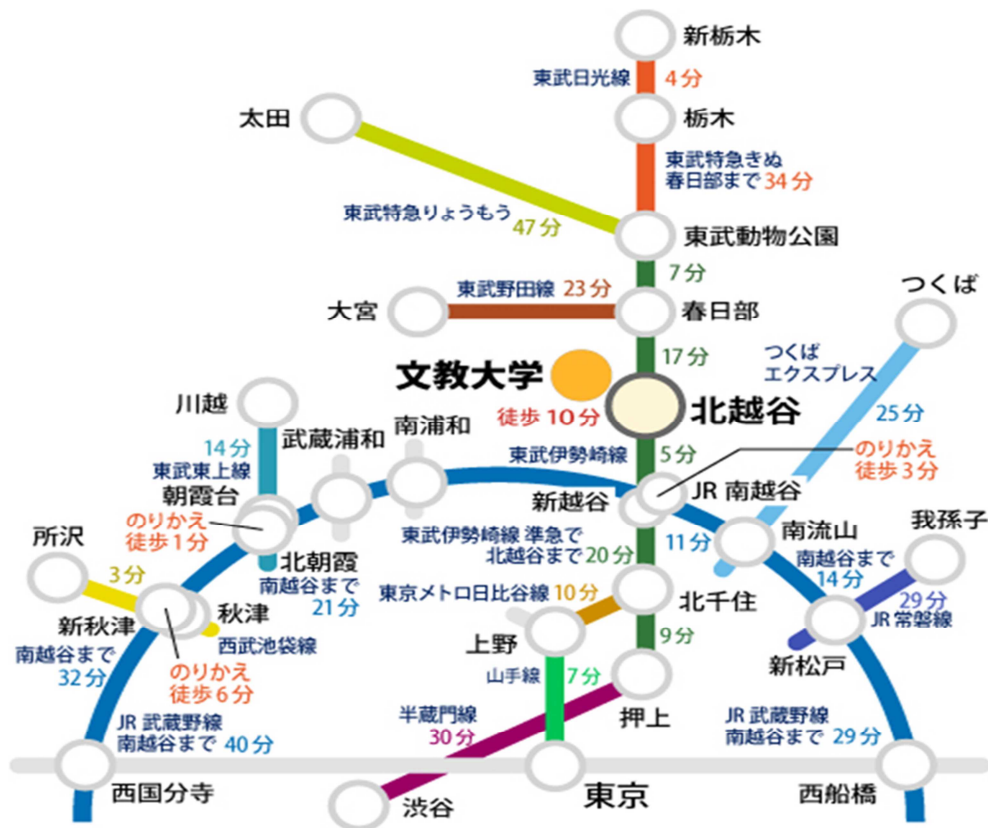 新栃木
東武日光線 4分
栃木
太田
東武特急きぬ
春日部まで 34分
東武特急りょうもう 47分
東武動物公園
7分
東武野田線 23分
大宮
春日部
つくば
17分
つくば
エクスプレス
25分
文教大学
徒歩 10分
北越谷
川越
14分
東武東上線
武蔵浦和
南浦和
東武伊勢崎線
5分
のりかえ
徒歩 3分
朝霞台
新越谷
JR 南越谷
のりかえ
徒歩 1分
北朝霞
南越谷まで
21分
東武伊勢崎線 準急で
北越谷まで 20分
11分
南流山
南越谷まで
14分
我孫子
29分
JR 常磐線
所沢
3分
新秋津
秋津
西武池袋線
南越谷まで
32分
のりかえ
徒歩 6分
東京メトロ日比谷線 10分
北千住
上野
9分
新松戸
山手線 7分
押上
半蔵門線
30分
JR 武蔵野線
南越谷まで 40分
JR 武蔵野線
南越谷まで 29分
西国分寺
渋谷
東京
西船橋